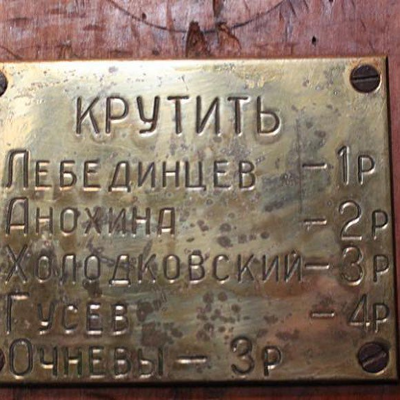 КРУТИТЬ
ЛЕБЕДИНЦЕВ - 1Р
АНОХИНА - 2Р
ХОЛОДКОВСКИЙ - 3Р
ГУСЕВ - 4Р
ОЧНЕВЫ - 3Р